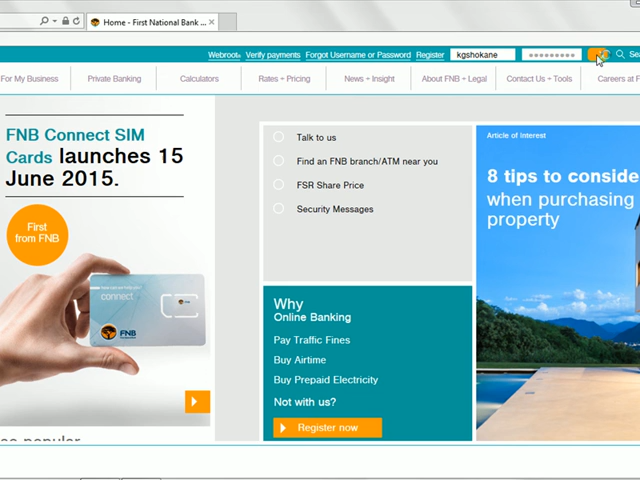 Home - First National Bank ...
Webroot Verify payments Forgot Username or Password Register kgshokane
For My Business Private Banking Calculators Rates + Pricing News + Insight About FNB + Legal Contact Us + Tools Careers at F
FNB Connect SIM
Cards launches 15
June 2015.
First
from FNB
connect
FNB
Talk to us
Find an FNB branch/ATM near you
FSR Share Price
Security Messages
Why
Online Banking
Pay Traffic Fines
Buy Airtime
Buy Prepaid Electricity
Not with us?
Register now
Article of Interest
8 tips to conside
when purchasing
property